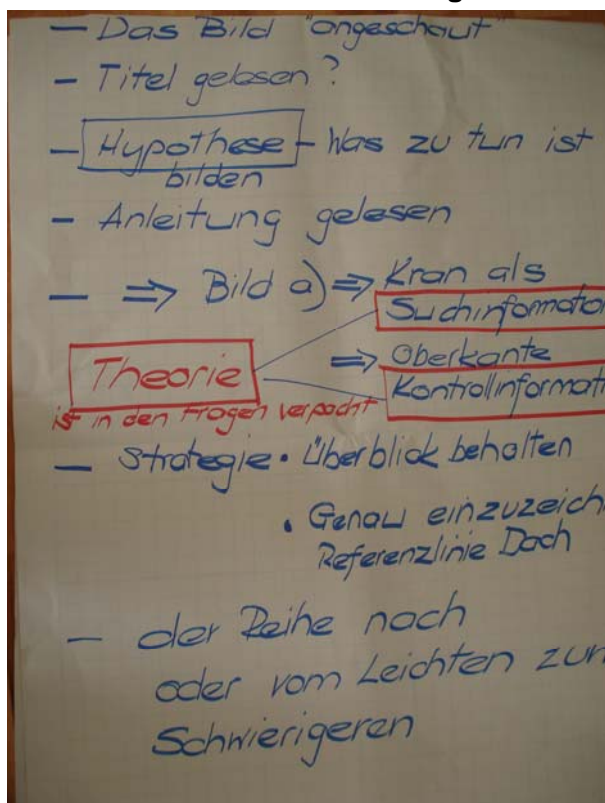 – Das Bild "angeschaut"
– Titel gelesen?
– Hypothese – Was zu tun ist
bilden
– Anleitung gelesen
– ⇒ Bild a) ⇒ Kran als
Suchinformation
Theorie ⇒ Oberkante
Kontrollinformati
ist in den Fragen verpackt
– Strategie • Überblick behalten
• Genau einzuzeich
Referenzlinie Dach
– der Reihe nach
oder vom Leichten zum
Schwierigeren